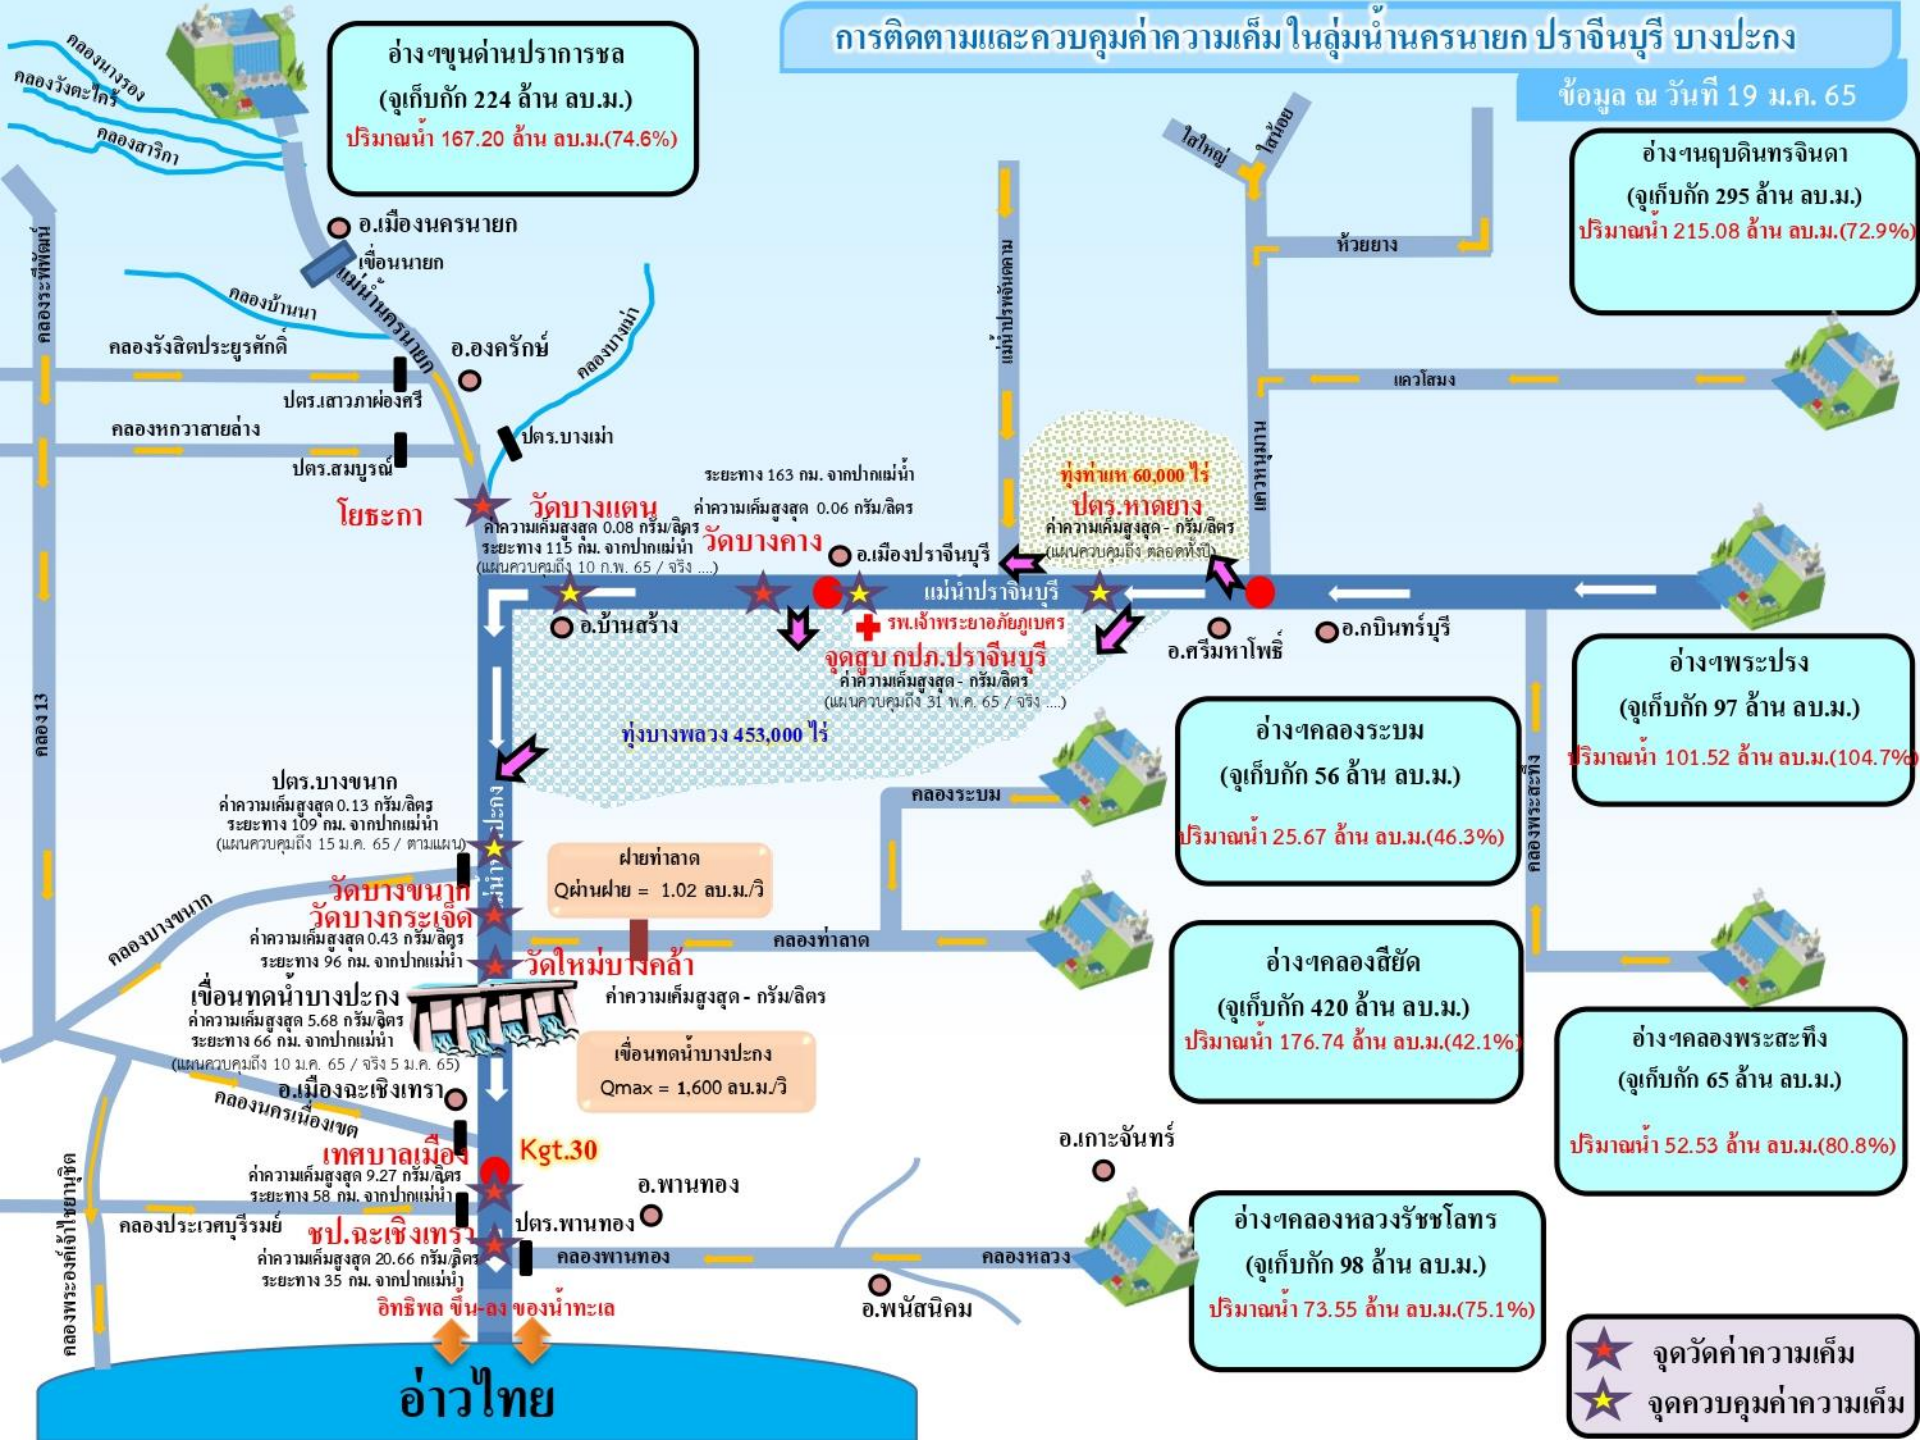 การติดตามและควบคุมค่าความเค็ม ในลุ่มน้ำนครนายก ปราจีนบุรี บางปะกง
ข้อมูล ณ วันที่ 19 ม.ค. 65
อ่างฯขุนด่านปราการชล
(จุเก็บกัก 224 ล้าน ลบ.ม.)
ปริมาณน้ำ 167.20 ล้าน ลบ.ม.(74.6%)
คลองนางรอง
คลองวังตะไคร้
คลองสาริกา
อ.เมืองนครนายก
เขื่อนนายก
แม่น้ำนครนายก
คลองระพีพัฒน์
คลองบ้านนา
คลองรังสิตประยูรศักดิ์
ปตร.เสาวภาผ่องศรี
อ.องครักษ์
คลองบางเม่า
คลองหกวาสายล่าง
ปตร.สมบูรณ์
ปตร.บางเม่า
โยธะกา
วัดบางแตน
ค่าความเค็มสูงสุด 0.08 กรัม/ลิตร
ระยะทาง 115 กม. จากปากแม่น้ำ
(แผนควบคุมถึง 10 ก.พ. 65 / จริง ....)
ระยะทาง 163 กม. จากปากแม่น้ำ
ค่าความเค็มสูงสุด 0.06 กรัม/ลิตร
วัดบางคาง
อ.เมืองปราจีนบุรี
ใสใหญ่
ใสน้อย
ห้วยยาง
แควโสมง
แควหนุมาน
ทุ่งท่าแห 60,000 ไร่
ปตร.หาดยาง
ค่าความเค็มสูงสุด - กรัม/ลิตร
(แผนควบคุมถึง ตลอดทั้งปี)
แม่น้ำปราจีนบุรี
อ.บ้านสร้าง
รพ.เจ้าพระยาอภัยภูเบศร
จุดสูบ กปภ.ปราจีนบุรี
ค่าความเค็มสูงสุด - กรัม/ลิตร
(แผนควบคุมถึง 31 พ.ค. 65 / จริง ....)
อ.ศรีมหาโพธิ์
อ.กบินทร์บุรี
ทุ่งบางพลวง 453,000 ไร่
อ่างฯนฤบดินทรจินดา
(จุเก็บกัก 295 ล้าน ลบ.ม.)
ปริมาณน้ำ 215.08 ล้าน ลบ.ม.(72.9%)
อ่างฯพระปรง
(จุเก็บกัก 97 ล้าน ลบ.ม.)
ปริมาณน้ำ 101.52 ล้าน ลบ.ม.(104.7%)
อ่างฯคลองระบม
(จุเก็บกัก 56 ล้าน ลบ.ม.)
ปริมาณน้ำ 25.67 ล้าน ลบ.ม.(46.3%)
อ่างฯคลองสียัด
(จุเก็บกัก 420 ล้าน ลบ.ม.)
ปริมาณน้ำ 176.74 ล้าน ลบ.ม.(42.1%)
คลองพระสะทึง
อ่างฯคลองพระสะทึง
(จุเก็บกัก 65 ล้าน ลบ.ม.)
ปริมาณน้ำ 52.53 ล้าน ลบ.ม.(80.8%)
อ่างฯคลองหลวงรัชชโลทร
(จุเก็บกัก 98 ล้าน ลบ.ม.)
ปริมาณน้ำ 73.55 ล้าน ลบ.ม.(75.1%)
คลอง 13
ปตร.บางขนาก
ค่าความเค็มสูงสุด 0.13 กรัม/ลิตร
ระยะทาง 109 กม. จากปากแม่น้ำ
(แผนควบคุมถึง 15 ม.ค. 65 / ตามแผน)
วัดบางขนาก
วัดบางกระเจ็ด
ค่าความเค็มสูงสุด 0.43 กรัม/ลิตร
ระยะทาง 96 กม. จากปากแม่น้ำ
คลองบางขนาก
ฝายท่าลาด
Qผ่านฝาย = 1.02 ลบ.ม./วิ
คลองระบม
คลองท่าลาด
วัดใหม่บางคล้า
ค่าความเค็มสูงสุด - กรัม/ลิตร
เขื่อนทดน้ำบางปะกง
ค่าความเค็มสูงสุด 5.68 กรัม/ลิตร
ระยะทาง 66 กม. จากปากแม่น้ำ
(แผนควบคุมถึง 10 ม.ค. 65 / จริง 5 ม.ค. 65)
เขื่อนทดน้ำบางปะกง
Qmax = 1,600 ลบ.ม./วิ
อ.เมืองฉะเชิงเทรา
คลองนครเนื่องเขต
เทศบาลเมือง
ค่าความเค็มสูงสุด 9.27 กรัม/ลิตร
ระยะทาง 58 กม. จากปากแม่น้ำ
Kgt.30
คลองพระองค์เจ้าไชยานุชิต
คลองประเวศบุรีรมย์
ชป.ฉะเชิงเทรา
ค่าความเค็มสูงสุด 20.66 กรัม/ลิตร
ระยะทาง 35 กม. จากปากแม่น้ำ
ปตร.พานทอง
อ.พานทอง
คลองพานทอง
คลองหลวง
อ.เกาะจันทร์
อ.พนัสนิคม
อิทธิพล ขึ้น-ลง ของน้ำทะเล
อ่าวไทย
จุดวัดค่าความเค็ม
จุดควบคุมค่าความเค็ม